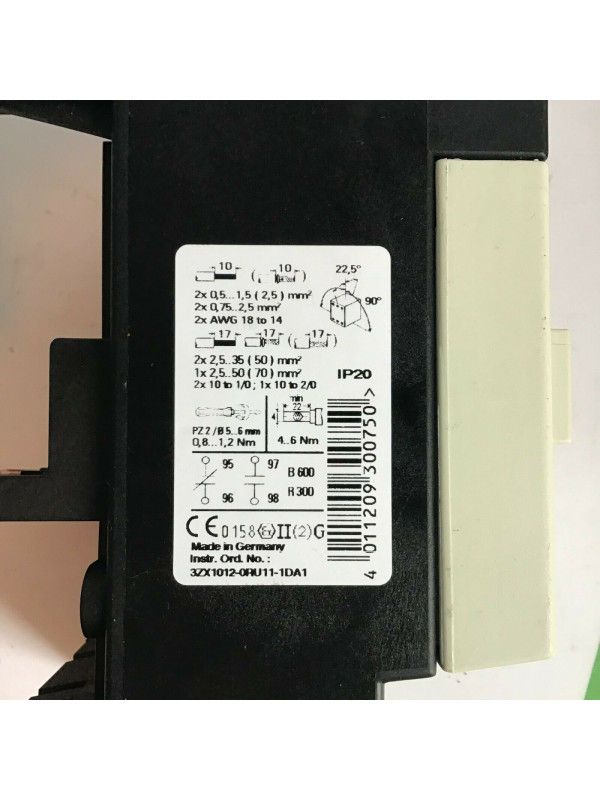 10 ( 10 ) 22,5°
90°
2x 0,5...1,5 ( 2,5 ) mm²
2x 0,75...2,5 mm²
2x AWG 18 to 14
17 17 ( 17 )
2x 2,5...35 ( 50 ) mm²
1x 2,5...50 ( 70 ) mm²
2x 10 to 1/0 ; 1x 10 to 2/0
IP20
min
22
4
PZ 2 / Ø 5...6 mm
0,8...1,2 Nm
4...6 Nm
95 97
B 600
R 300
96 98
CE 0158 Ex II (2) G
Made in Germany
Instr. Ord. No. :
3ZX1012-0RU11-1DA1
4 011209 300750 >